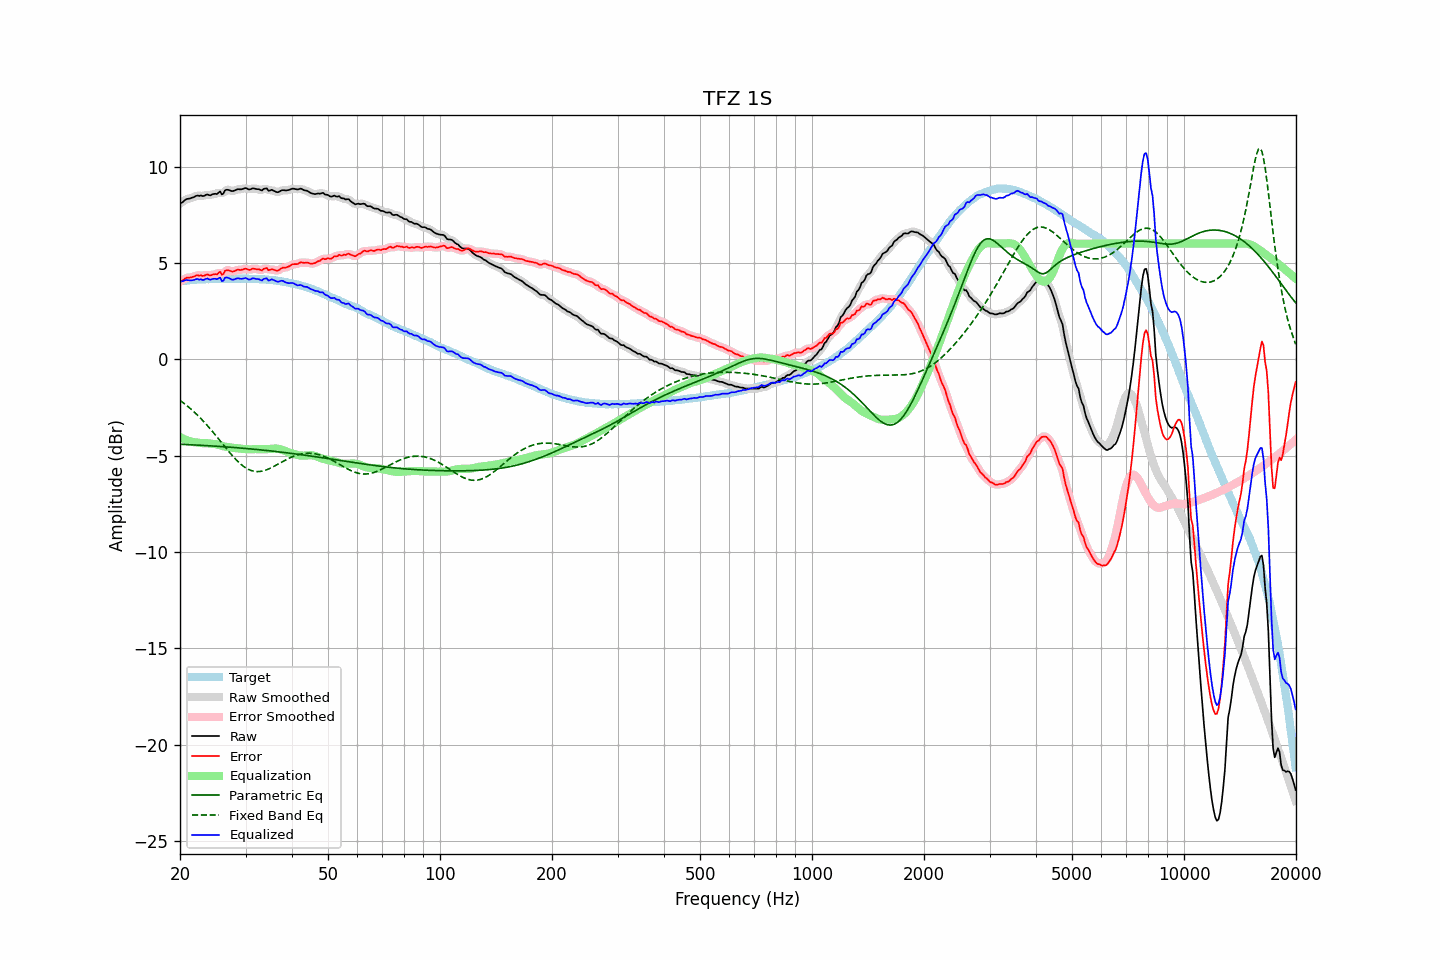 TFZ 1S
10
5
0
−5
−10
−15
−20
−25
Amplitude (dBr)
Target
Raw Smoothed
Error Smoothed
Raw
Error
Equalization
Parametric Eq
Fixed Band Eq
Equalized
20 50 100 200 500 1000 2000 5000 10000 20000
Frequency (Hz)